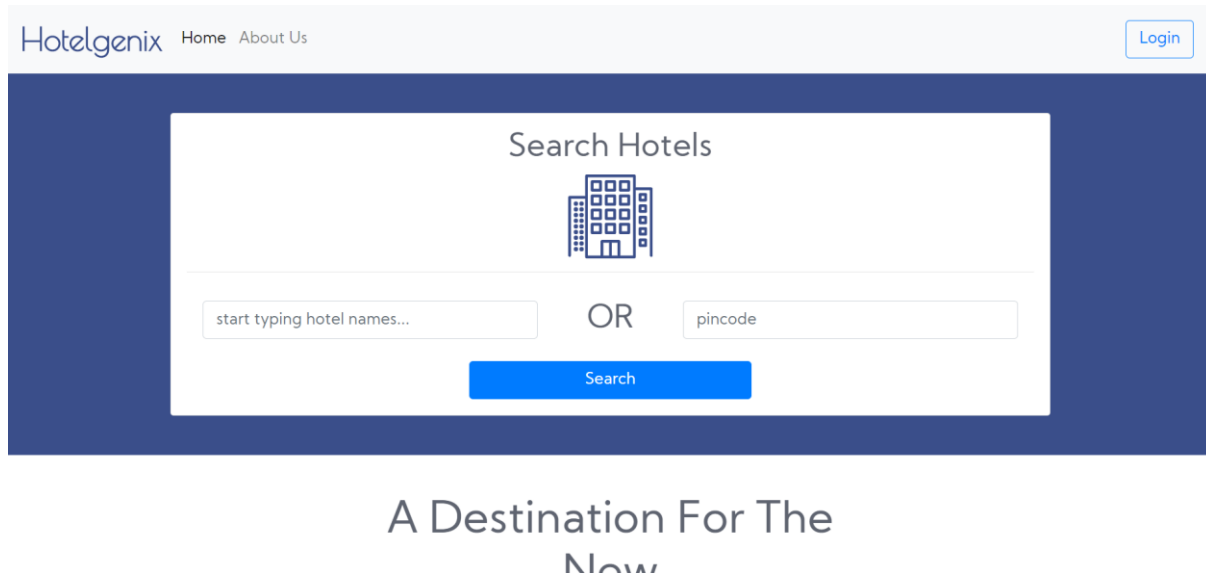 Hotelgenix Home About Us Login
Search Hotels
start typing hotel names... OR pincode
Search
A Destination For The